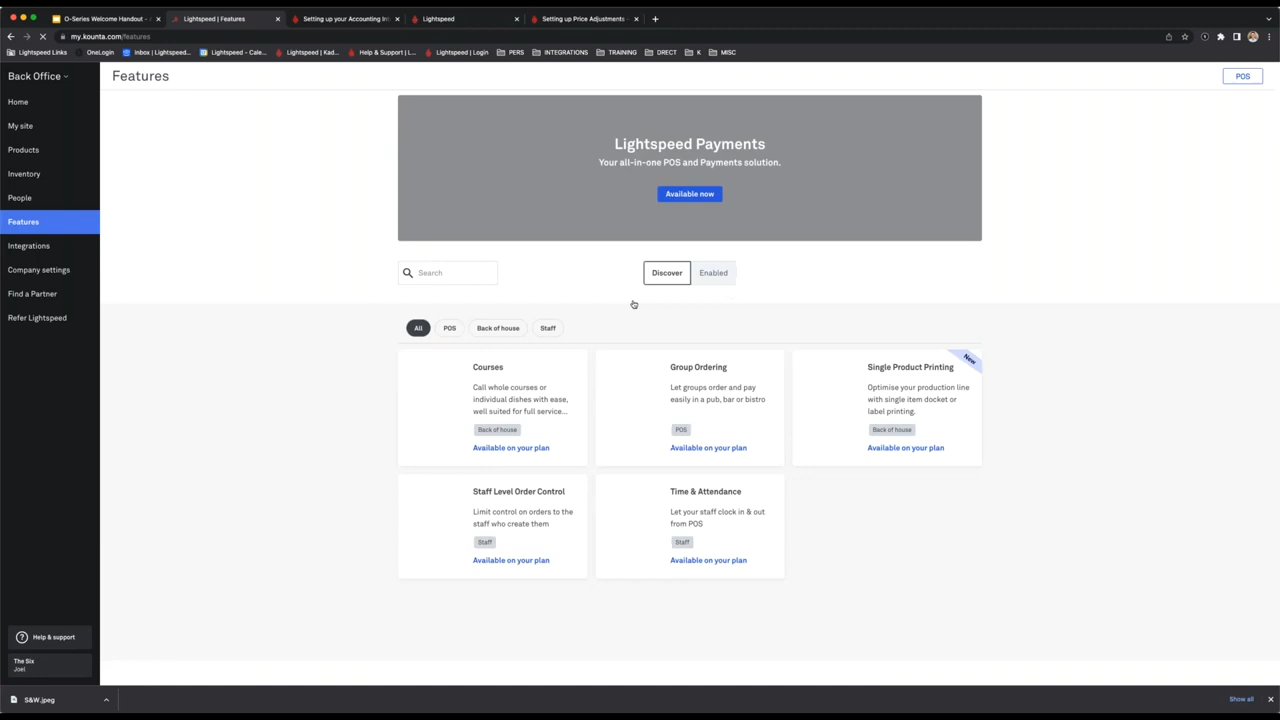 O-Series Welcome Handout - A
Lightspeed | Features
Setting up your Accounting In
Lightspeed
Setting up Price Adjustments -
my.kounta.com/features
Lightspeed Links
OneLogin
Inbox | Lightspeed...
Lightspeed - Cale...
Lightspeed | Kad...
Help & Support | L...
Lightspeed | Login
PERS
INTEGRATIONS
TRAINING
DRECT
K
MISC
Back Office
Features
POS
Home
My site
Products
Inventory
People
Features
Integrations
Company settings
Find a Partner
Refer Lightspeed
Lightspeed Payments
Your all-in-one POS and Payments solution.
Available now
Search
Discover
Enabled
All
POS
Back of house
Staff
Courses
Call whole courses or
individual dishes with ease,
well suited for full service...
Back of house
Available on your plan
Group Ordering
Let groups order and pay
easily in a pub, bar or bistro
POS
Available on your plan
New
Single Product Printing
Optimise your production line
with single item docket or
label printing.
Back of house
Available on your plan
Staff Level Order Control
Limit control on orders to the
staff who create them
Staff
Available on your plan
Time & Attendance
Let your staff clock in & out
from POS
Staff
Available on your plan
Help & support
The Six
Joel
S&W.jpeg
Show all